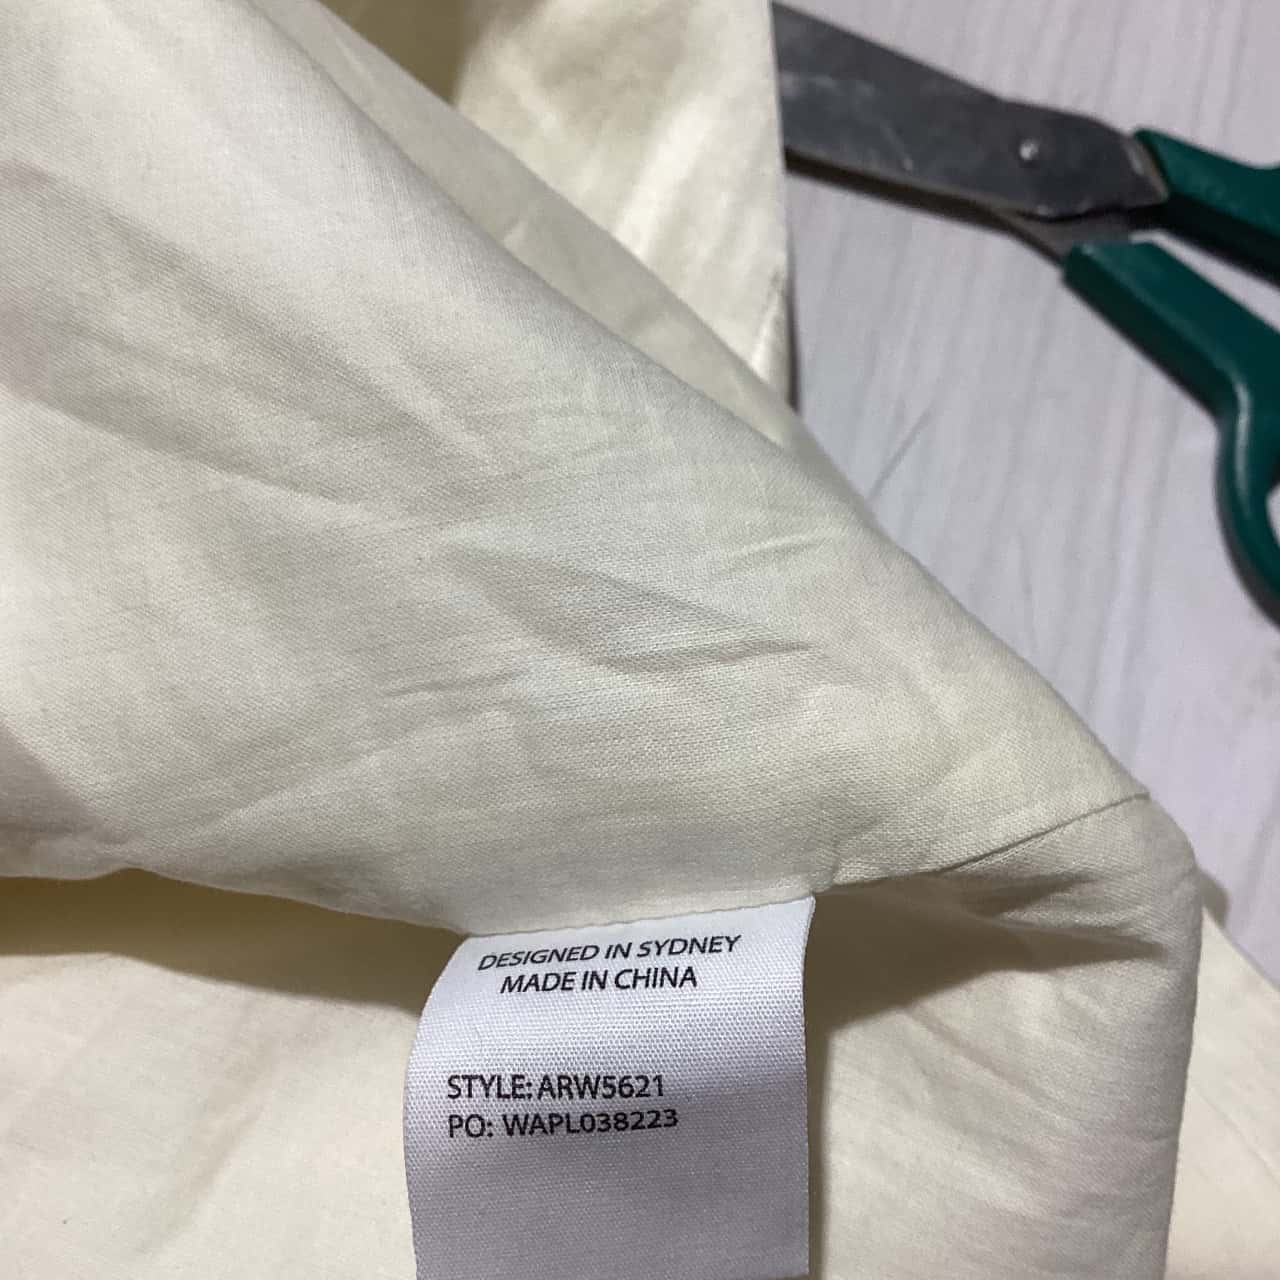 DESIGNED IN SYDNEY
MADE IN CHINA
STYLE: ARW5621
PO: WAPL038223